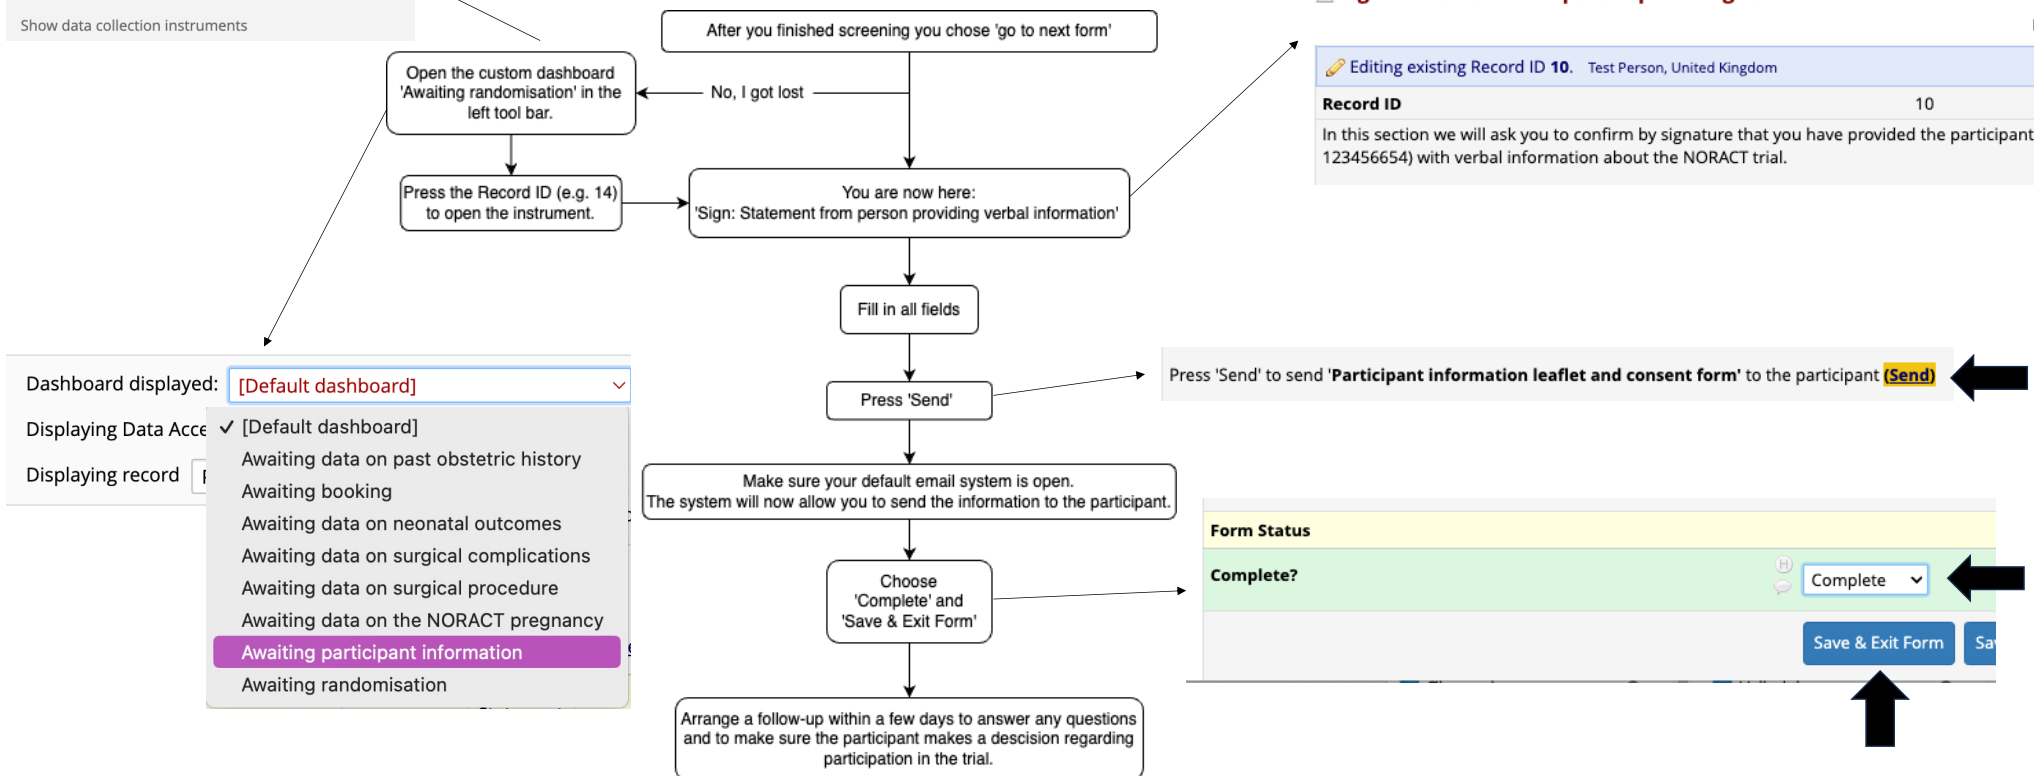 Show data collection instruments
After you finished screening you chose 'go to next form'
Open the custom dashboard
'Awaiting randomisation' in the
left tool bar.
No, I got lost
Press the Record ID (e.g. 14)
to open the instrument.
You are now here:
'Sign: Statement from person providing verbal information'
Editing existing Record ID 10. Test Person, United Kingdom
Record ID 10
In this section we will ask you to confirm by signature that you have provided the participant
123456654) with verbal information about the NORACT trial.
Fill in all fields
Press 'Send'
Press 'Send' to send 'Participant information leaflet and consent form' to the participant (Send)
Make sure your default email system is open.
The system will now allow you to send the information to the participant.
Choose
'Complete' and
'Save & Exit Form'
Arrange a follow-up within a few days to answer any questions
and to make sure the participant makes a descision regarding
participation in the trial.
Dashboard displayed: [Default dashboard]
Displaying Data Acce
Displaying record
✓ [Default dashboard]
Awaiting data on past obstetric history
Awaiting booking
Awaiting data on neonatal outcomes
Awaiting data on surgical complications
Awaiting data on surgical procedure
Awaiting data on the NORACT pregnancy
Awaiting participant information
Awaiting randomisation
Form Status
Complete? H Complete
Save & Exit Form Sa